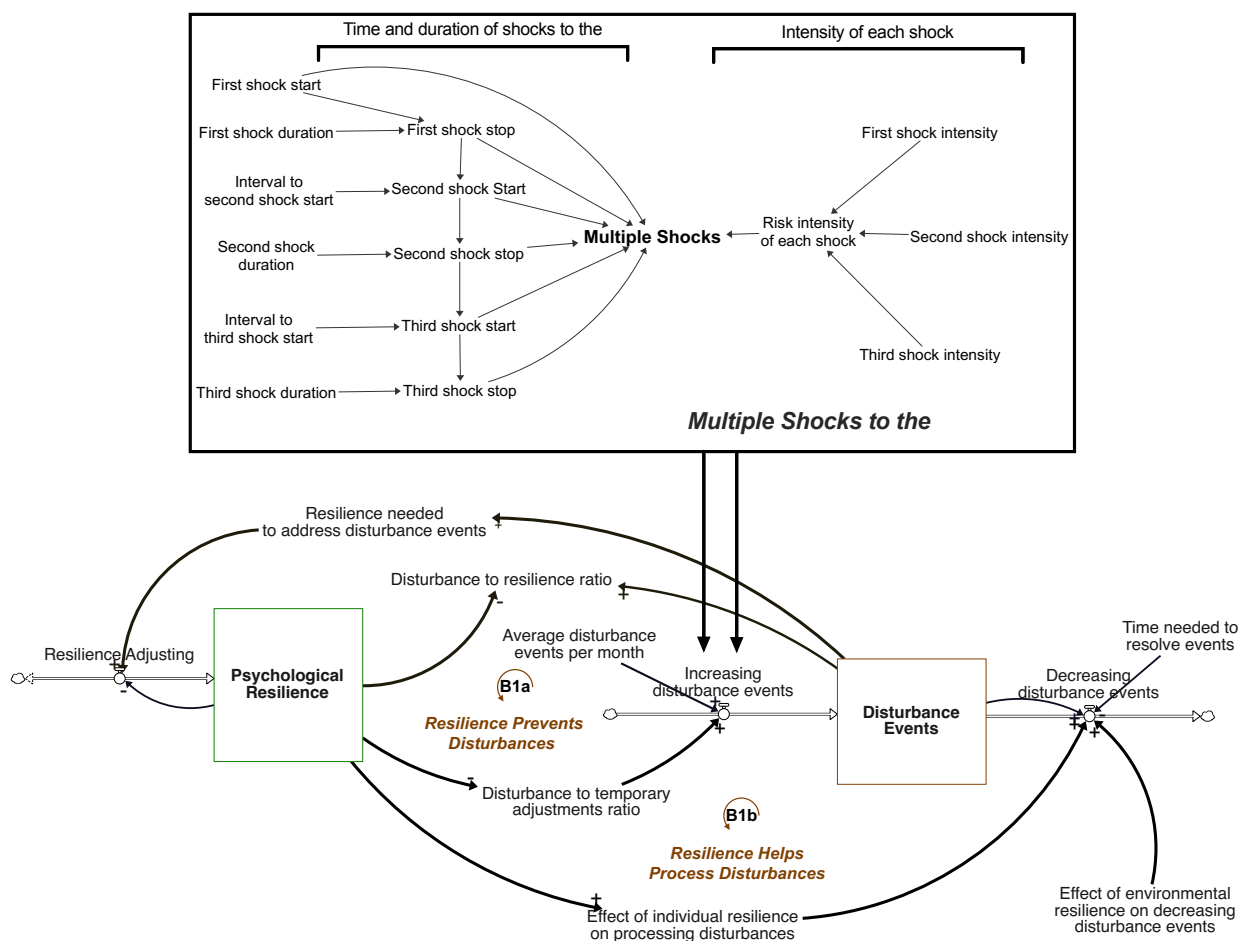 Time and duration of shocks to the
Intensity of each shock
First shock start
First shock duration
First shock stop
First shock intensity
Interval to
second shock start
Second shock Start
Multiple Shocks
Risk intensity
of each shock
Second shock intensity
Second shock
duration
Second shock stop
Interval to
third shock start
Third shock start
Third shock intensity
Third shock duration
Third shock stop
Multiple Shocks to the
Resilience needed
to address disturbance events
+
Disturbance to resilience ratio
-
+
Resilience Adjusting
+
-
Psychological
Resilience
Average disturbance
events per month
Increasing
disturbance events
+
+
B1a
Resilience Prevents
Disturbances
Disturbance
Events
Time needed to
resolve events
Decreasing
disturbance events
+
+
-
+
-
Disturbance to temporary
adjustments ratio
B1b
Resilience Helps
Process Disturbances
+
Effect of individual resilience
on processing disturbances
Effect of environmental
resilience on decreasing
disturbance events